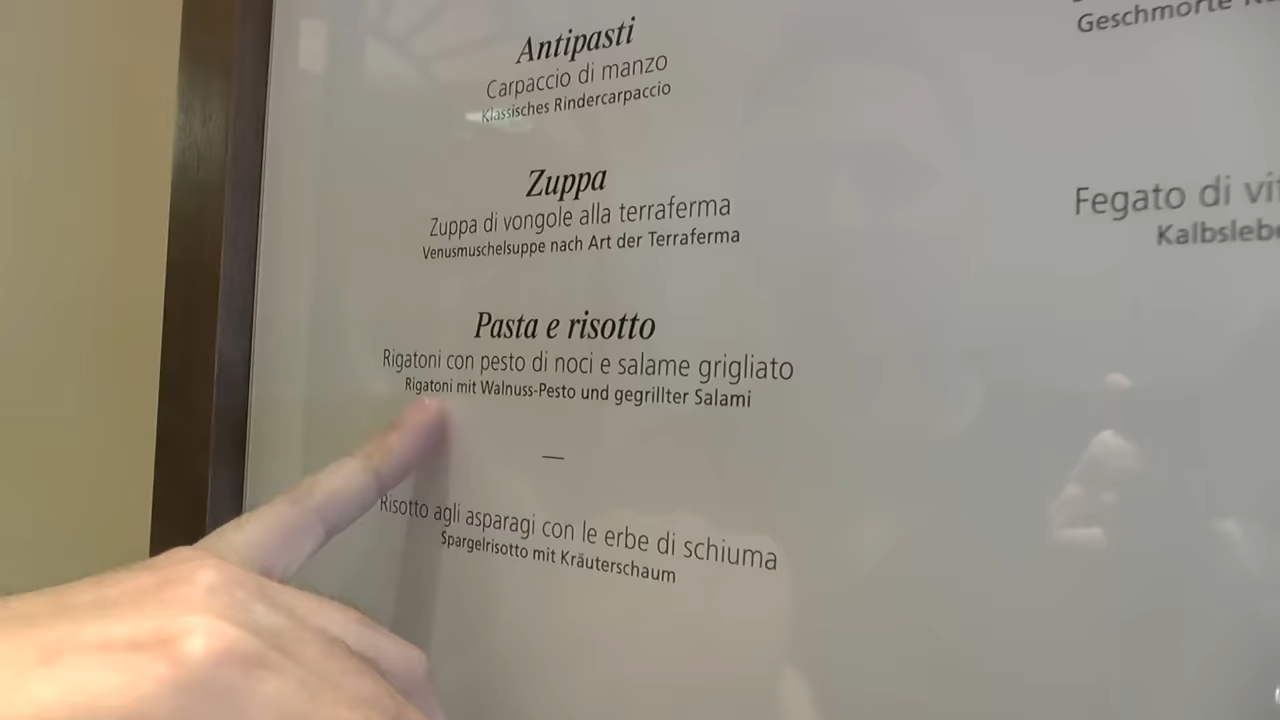 Antipasti
Carpaccio di manzo
Klassisches Rindercarpaccio
Zuppa
Zuppa di vongole alla terraferma
Venusmuschelsuppe nach Art der Terraferma
Pasta e risotto
Rigatoni con pesto di noci e salame grigliato
Rigatoni mit Walnuss-Pesto und gegrillter Salami
—
Risotto agli asparagi con le erbe di schiuma
Spargelrisotto mit Kräuterschaum
Geschmorte
Fegato di